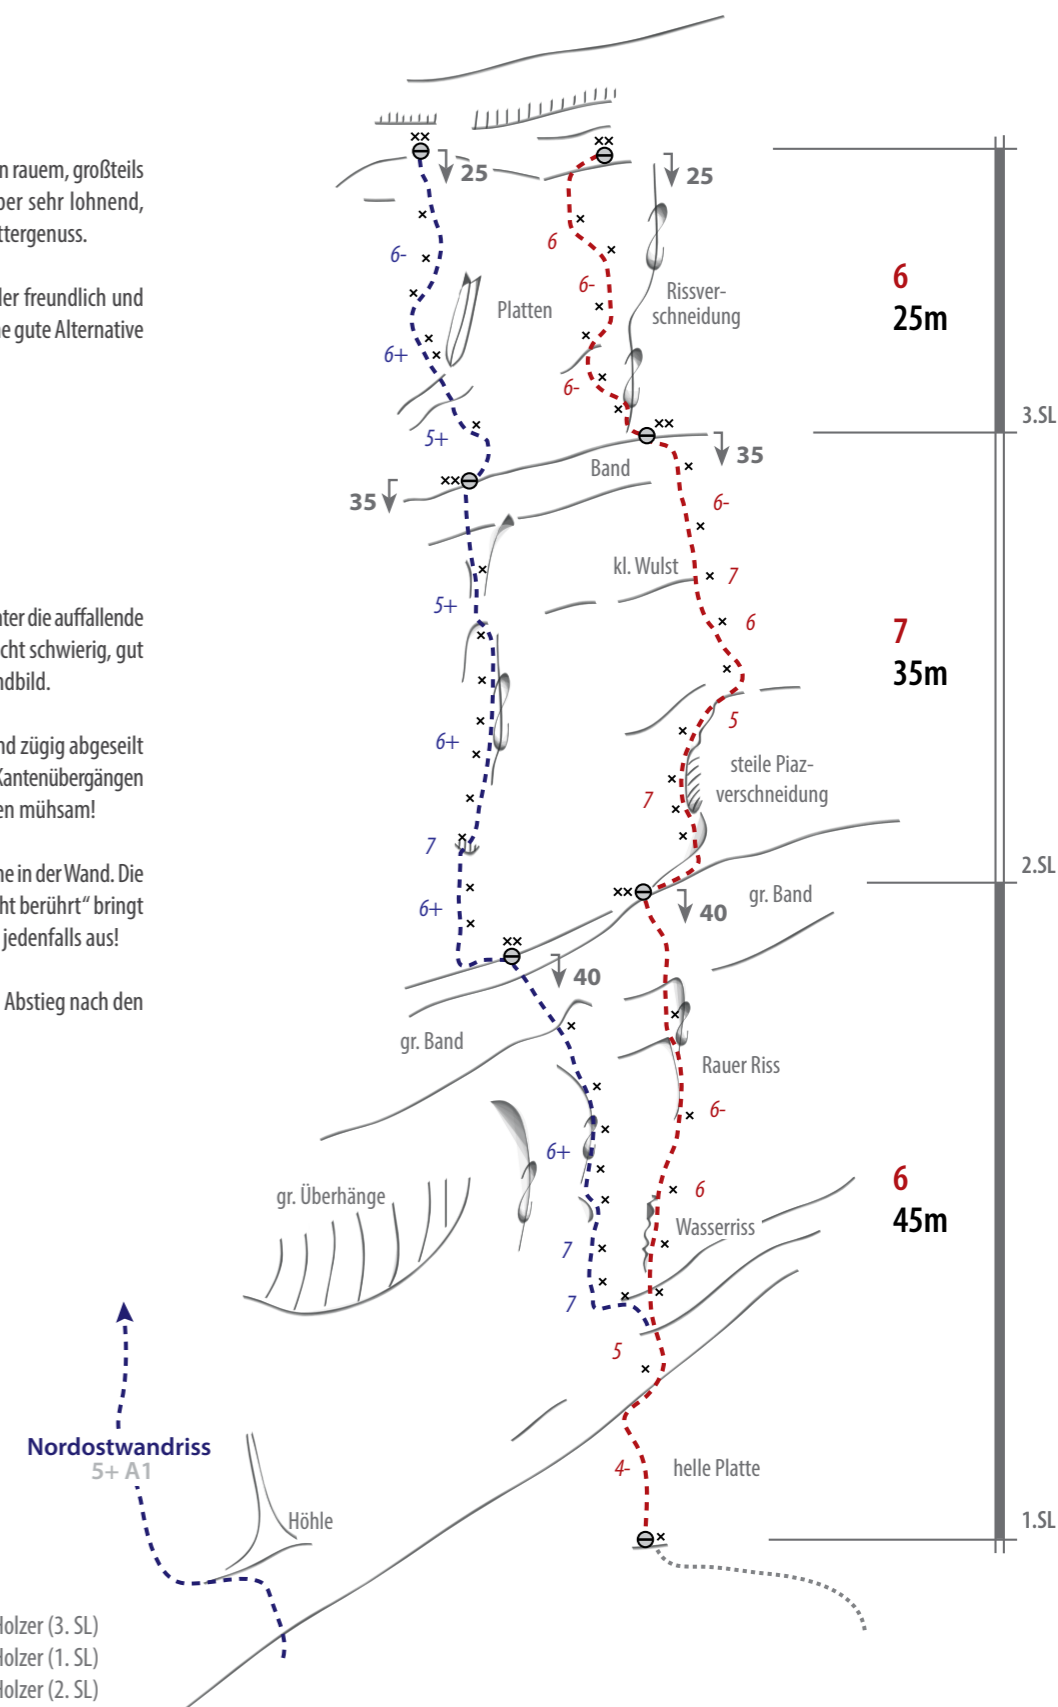 n rauem, großteils
ber sehr lohnend,
ttergenuss.
ler freundlich und
ne gute Alternative
nter die auffallende
cht schwierig, gut
ndbild.
nd zügig abgeseilt
Kantenübergängen
en mühsam!
ne in der Wand. Die
ht berührt“ bringt
jedenfalls aus!
Abstieg nach den
Holzer (3. SL)
Holzer (1. SL)
Holzer (2. SL)
25
25
6-
6
6-
Platten
Rissver-
schneidung
6
25m
6+
6-
5+
3.SL
35
35
Band
6-
kl. Wulst
7
5+
6
7
35m
5
6+
steile Piaz-
verschneidung
7
7
2.SL
6+
gr. Band
40
40
gr. Band
Rauer Riss
6-
6+
gr. Überhänge
6
6
45m
Wasserriss
7
7
5
Nordostwandriss
5+ A1
4-
helle Platte
Höhle
1.SL